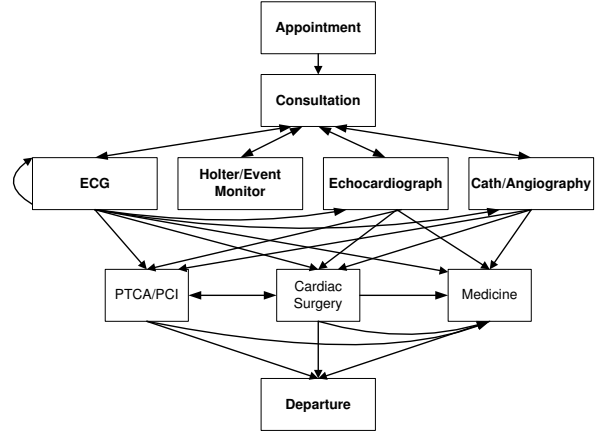 Appointment
Consultation
ECG
Holter/Event
Monitor
Echocardiograph
Cath/Angiography
PTCA/PCI
Cardiac
Surgery
Medicine
Departure